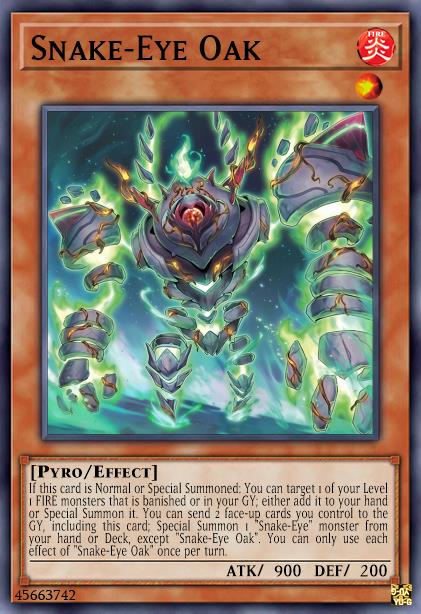 Snake-Eye Oak
FIRE
炎
[Pyro/Effect]
If this card is Normal or Special Summoned: You can target 1 of your Level
1 FIRE monsters that is banished or in your GY; either add it to your hand
or Special Summon it. You can send 2 face-up cards you control to the
GY, including this card; Special Summon 1 "Snake-Eye" monster from
your hand or Deck, except "Snake-Eye Oak". You can only use each
effect of "Snake-Eye Oak" once per turn.
ATK/ 900 DEF/ 200
45663742